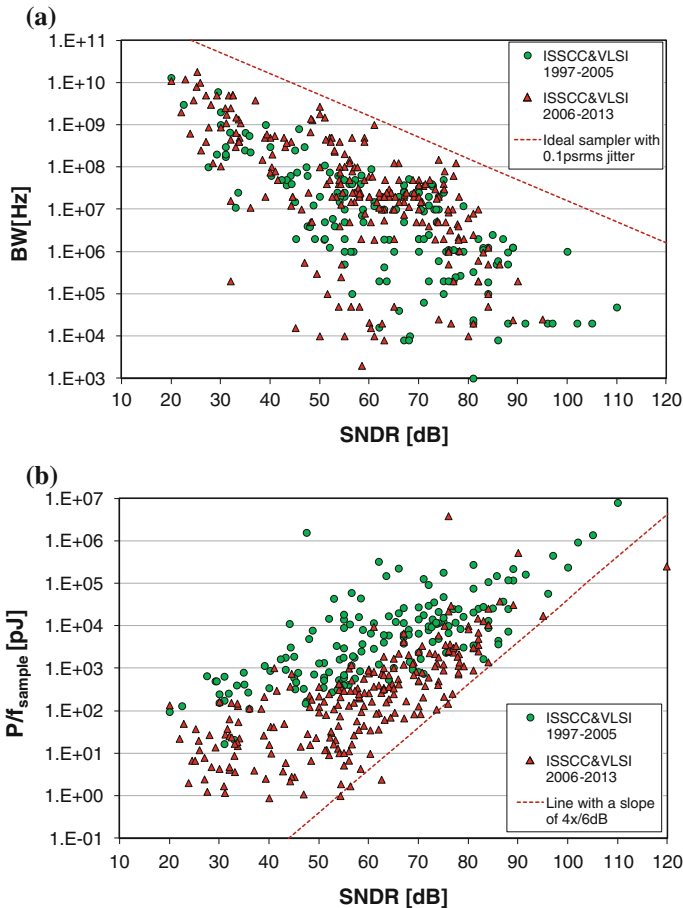 (a)
1.E+11
1.E+10
1.E+09
1.E+08
1.E+07
1.E+06
1.E+05
1.E+04
1.E+03
BW[Hz]
ISSCC&VLSI
1997-2005
ISSCC&VLSI
2006-2013
Ideal sampler with
0.1psrms jitter
10 20 30 40 50 60 70 80 90 100 110 120
SNDR [dB]
(b)
1.E+07
1.E+06
1.E+05
1.E+04
1.E+03
1.E+02
1.E+01
1.E+00
1.E-01
P/fsample [pJ]
ISSCC&VLSI
1997-2005
ISSCC&VLSI
2006-2013
Line with a slope
of 4x/6dB
10 20 30 40 50 60 70 80 90 100 110 120
SNDR [dB]